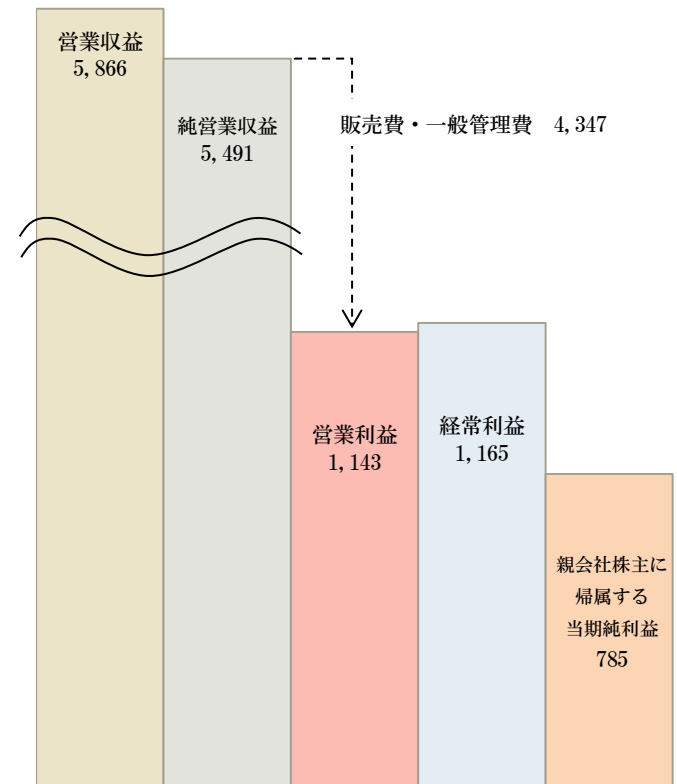 営業収益
5,866
純営業収益
5,491
販売費・一般管理費　4,347
営業利益
1,143
経常利益
1,165
親会社株主に
帰属する
当期純利益
785